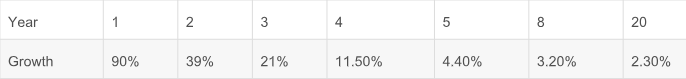 Year 1 2 3 4 5 8 20
Growth 90% 39% 21% 11.50% 4.40% 3.20% 2.30%